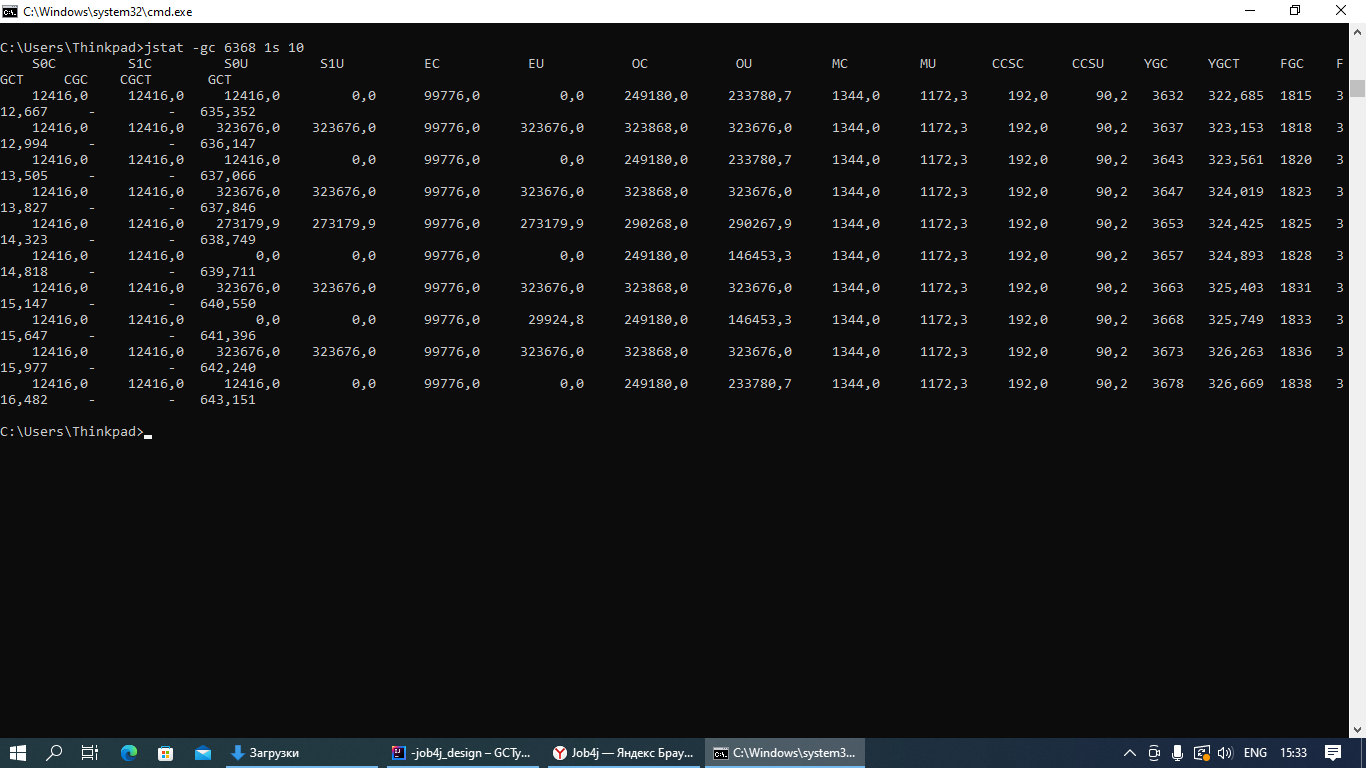 C:\Windows\system32\cmd.exe
C:\Users\Thinkpad>jstat -gc 6368 1s 10
S0C S1C S0U S1U EC EU OC OU MC MU CCSC CCSU YGC YGCT FGC F
GCT CGC CGCT GCT
12416,0 12416,0 12416,0 0,0 99776,0 0,0 249180,0 233780,7 1344,0 1172,3 192,0 90,2 3632 322,685 1815 3
12,667 - - 635,352
12416,0 12416,0 323676,0 323676,0 99776,0 323676,0 323868,0 323676,0 1344,0 1172,3 192,0 90,2 3637 323,153 1818 3
12,994 - - 636,147
12416,0 12416,0 12416,0 0,0 99776,0 0,0 249180,0 233780,7 1344,0 1172,3 192,0 90,2 3643 323,561 1820 3
13,505 - - 637,066
12416,0 12416,0 323676,0 323676,0 99776,0 323676,0 323868,0 323676,0 1344,0 1172,3 192,0 90,2 3647 324,019 1823 3
13,827 - - 637,846
12416,0 12416,0 273179,9 273179,9 99776,0 273179,9 290268,0 290267,9 1344,0 1172,3 192,0 90,2 3653 324,425 1825 3
14,323 - - 638,749
12416,0 12416,0 0,0 0,0 99776,0 0,0 249180,0 146453,3 1344,0 1172,3 192,0 90,2 3657 324,893 1828 3
14,818 - - 639,711
12416,0 12416,0 323676,0 323676,0 99776,0 323676,0 323868,0 323676,0 1344,0 1172,3 192,0 90,2 3663 325,403 1831 3
15,147 - - 640,550
12416,0 12416,0 0,0 0,0 99776,0 29924,8 249180,0 146453,3 1344,0 1172,3 192,0 90,2 3668 325,749 1833 3
15,647 - - 641,396
12416,0 12416,0 323676,0 323676,0 99776,0 323676,0 323868,0 323676,0 1344,0 1172,3 192,0 90,2 3673 326,263 1836 3
15,977 - - 642,240
12416,0 12416,0 12416,0 0,0 99776,0 0,0 249180,0 233780,7 1344,0 1172,3 192,0 90,2 3678 326,669 1838 3
16,482 - - 643,151
C:\Users\Thinkpad>
Загрузки -job4j_design – GCTy... Job4j — Яндекс Брау... C:\Windows\system3... ENG 15:33